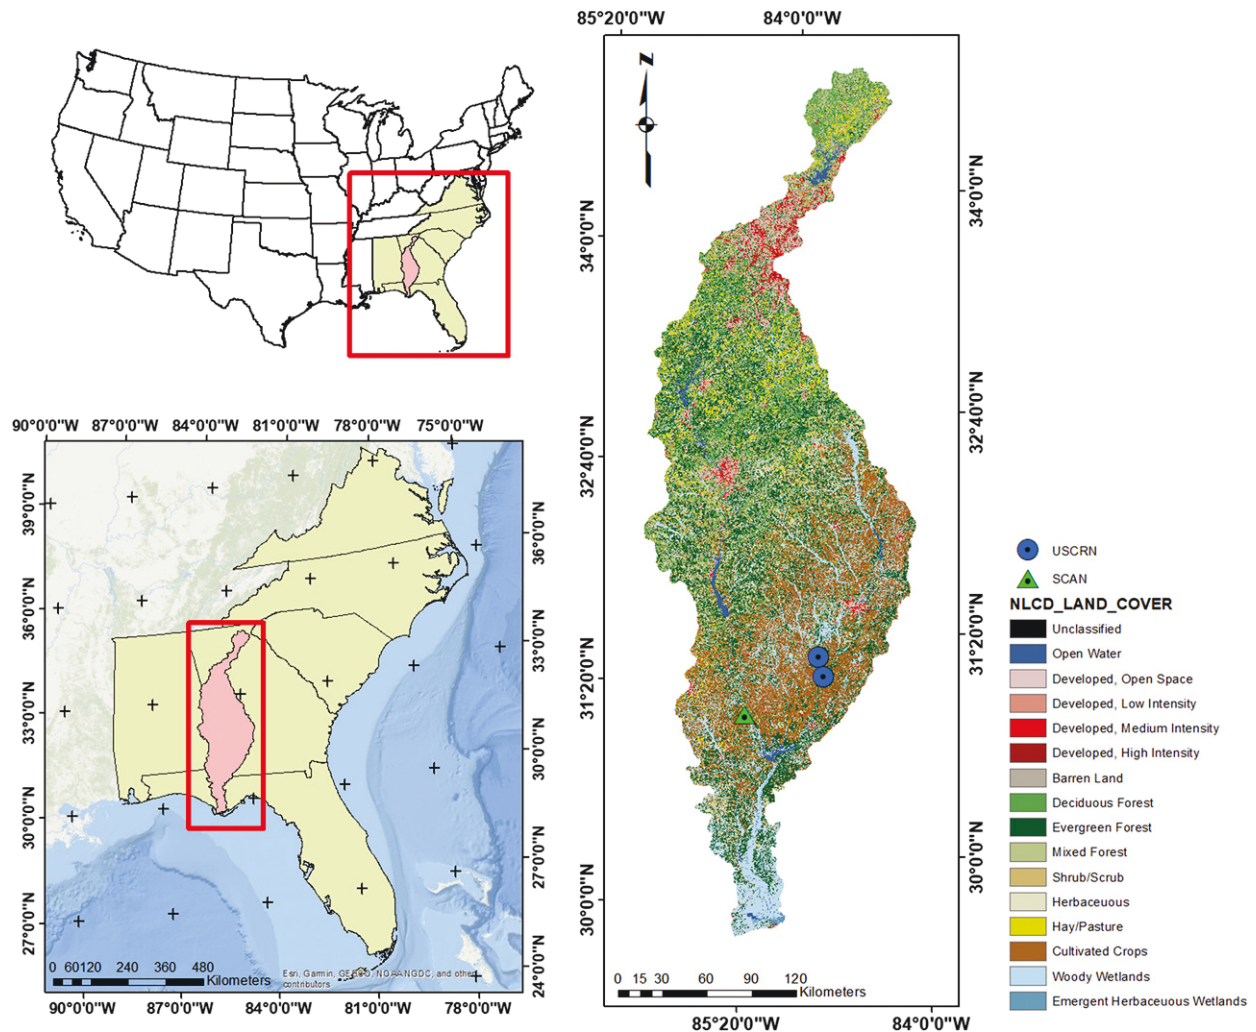 85°20'0"W 84°0'0"W
N
34°0'0"N
34°0'0"N
32°40'0"N
32°40'0"N
31°20'0"N
31°20'0"N
30°0'0"N
30°0'0"N
0 15 30 60 90 120
Kilometers
85°20'0"W 84°0'0"W
90°0'0"W 87°0'0"W 84°0'0"W 81°0'0"W 78°0'0"W 75°0'0"W
39°0'0"N
36°0'0"N
33°0'0"N
30°0'0"N
27°0'0"N
36°0'0"N
33°0'0"N
30°0'0"N
27°0'0"N
24°0'0"N
0 60 120 240 360 480
Kilometers
Esri, Garmin, GEBCO, NOAA NGDC, and other
contributors
90°0'0"W 87°0'0"W 84°0'0"W 81°0'0"W 78°0'0"W
USCRN
SCAN
NLCD_LAND_COVER
Unclassified
Open Water
Developed, Open Space
Developed, Low Intensity
Developed, Medium Intensity
Developed, High Intensity
Barren Land
Deciduous Forest
Evergreen Forest
Mixed Forest
Shrub/Scrub
Herbaceuous
Hay/Pasture
Cultivated Crops
Woody Wetlands
Emergent Herbaceuous Wetlands